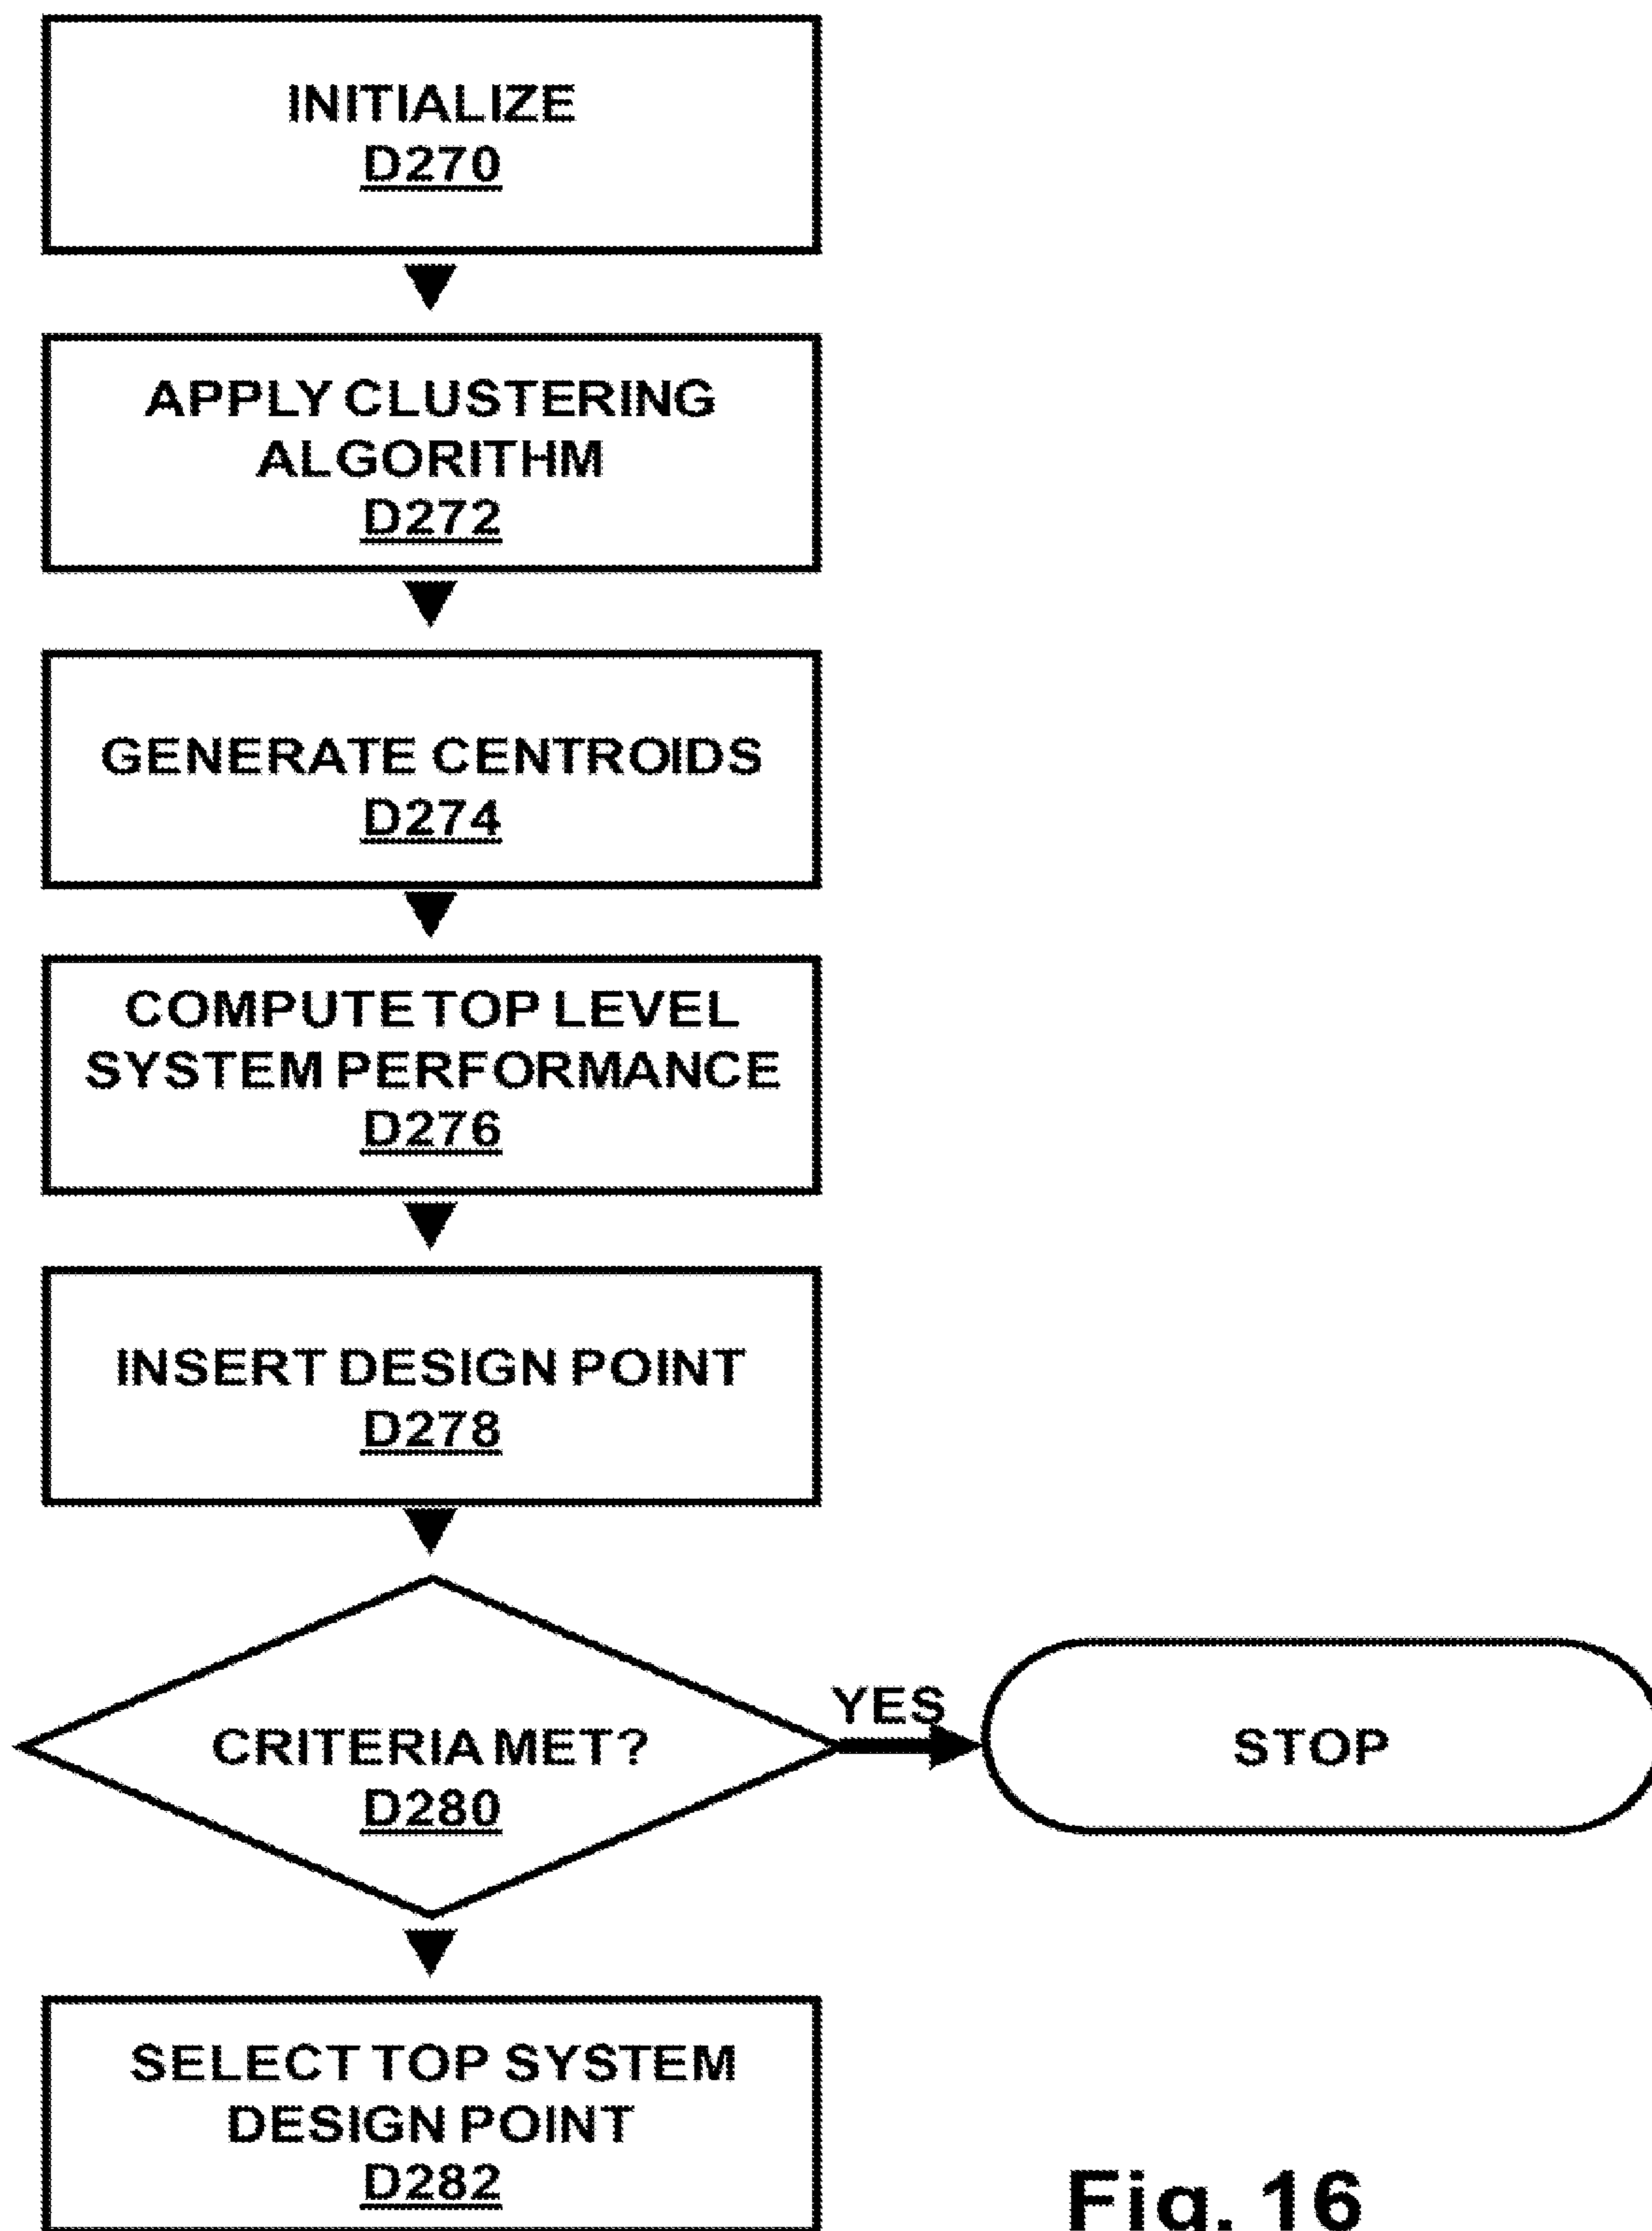 INITIALIZE
D270
APPLY CLUSTERING
ALGORITHM
D272
GENERATE CENTROIDS
D274
COMPUTE TOP LEVEL
SYSTEM PERFORMANCE
D276
INSERT DESIGN POINT
D278
CRITERIA MET?
D280
YES
STOP
SELECT TOP SYSTEM
DESIGN POINT
D282
Fig. 16